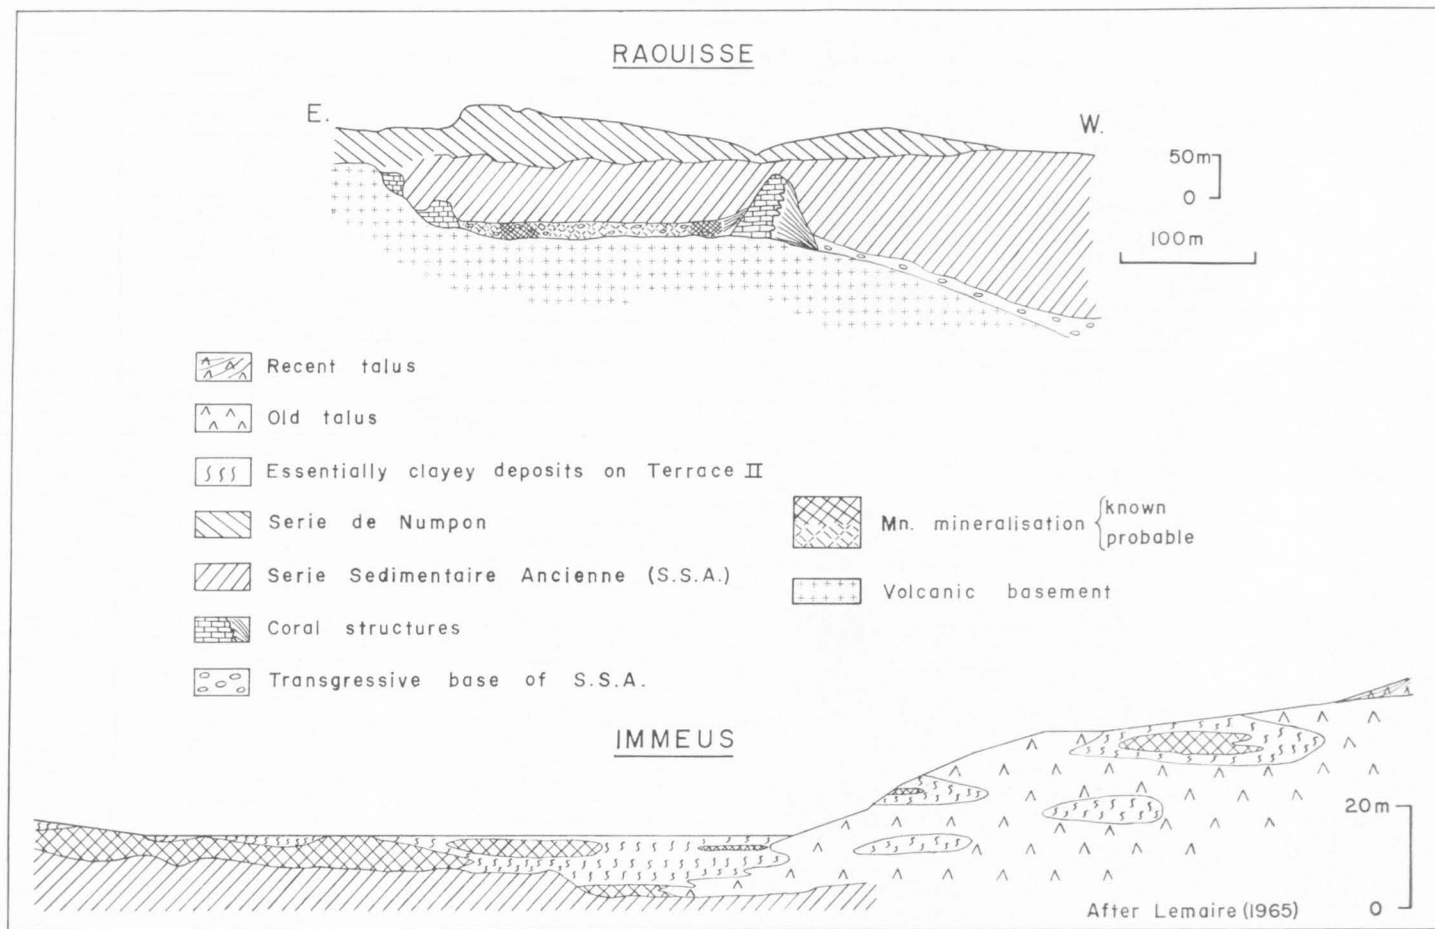 RAOUISSE
E.
W.
50m
0
100m
Recent talus
Old talus
Essentially clayey deposits on Terrace II
Serie de Numpon
Serie Sedimentaire Ancienne (S.S.A.)
Coral structures
Transgressive base of S.S.A.
Mn. mineralisation { known
probable
Volcanic basement
IMMEUS
20m
0
After Lemaire (1965)